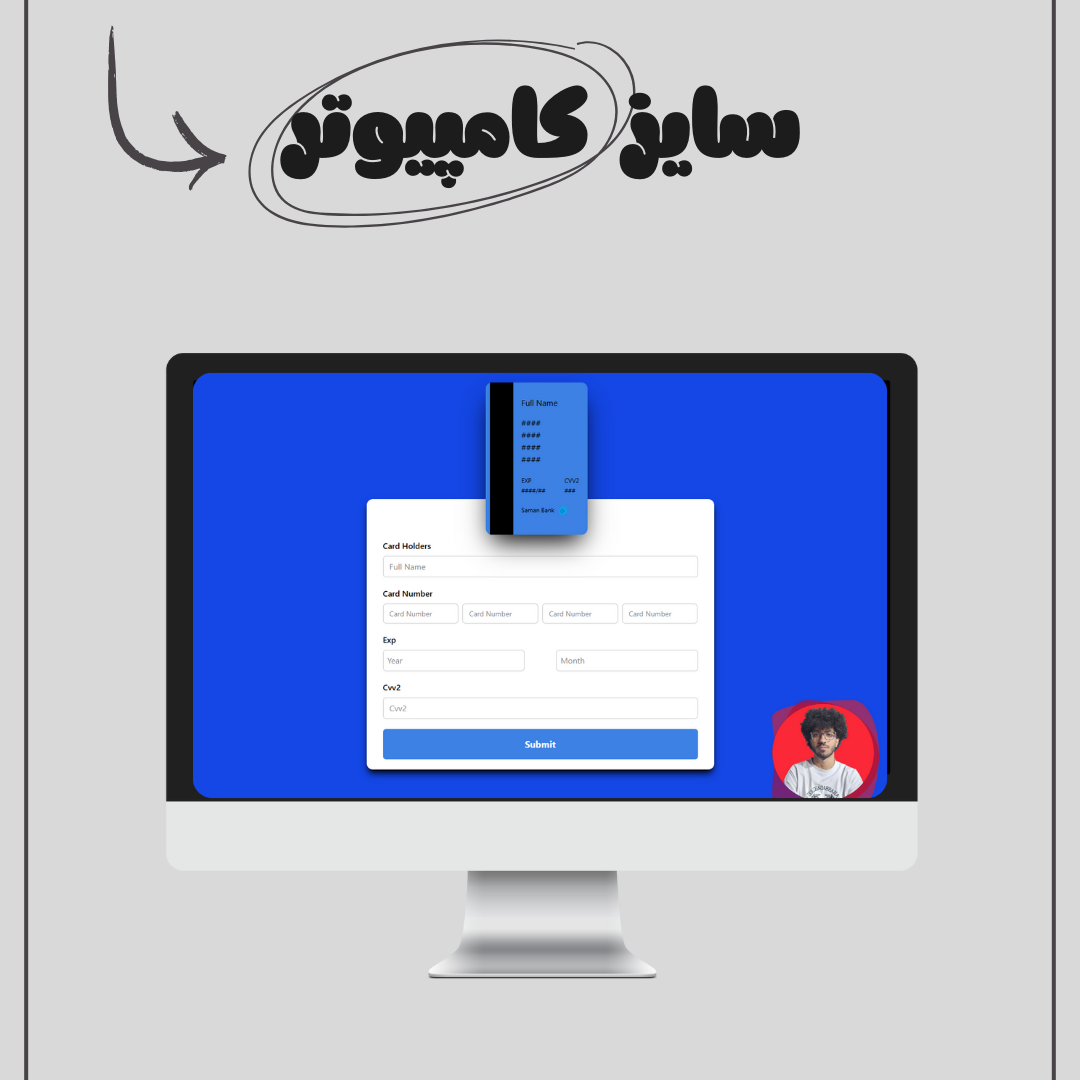 سایز کامپیوتر
Full Name
####
####
####
####
EXP CVV2
####/## ###
Saman Bank
Card Holders
Full Name
Card Number
Card Number Card Number Card Number Card Number
Exp
Year Month
Cvv2
Cvv2
Submit